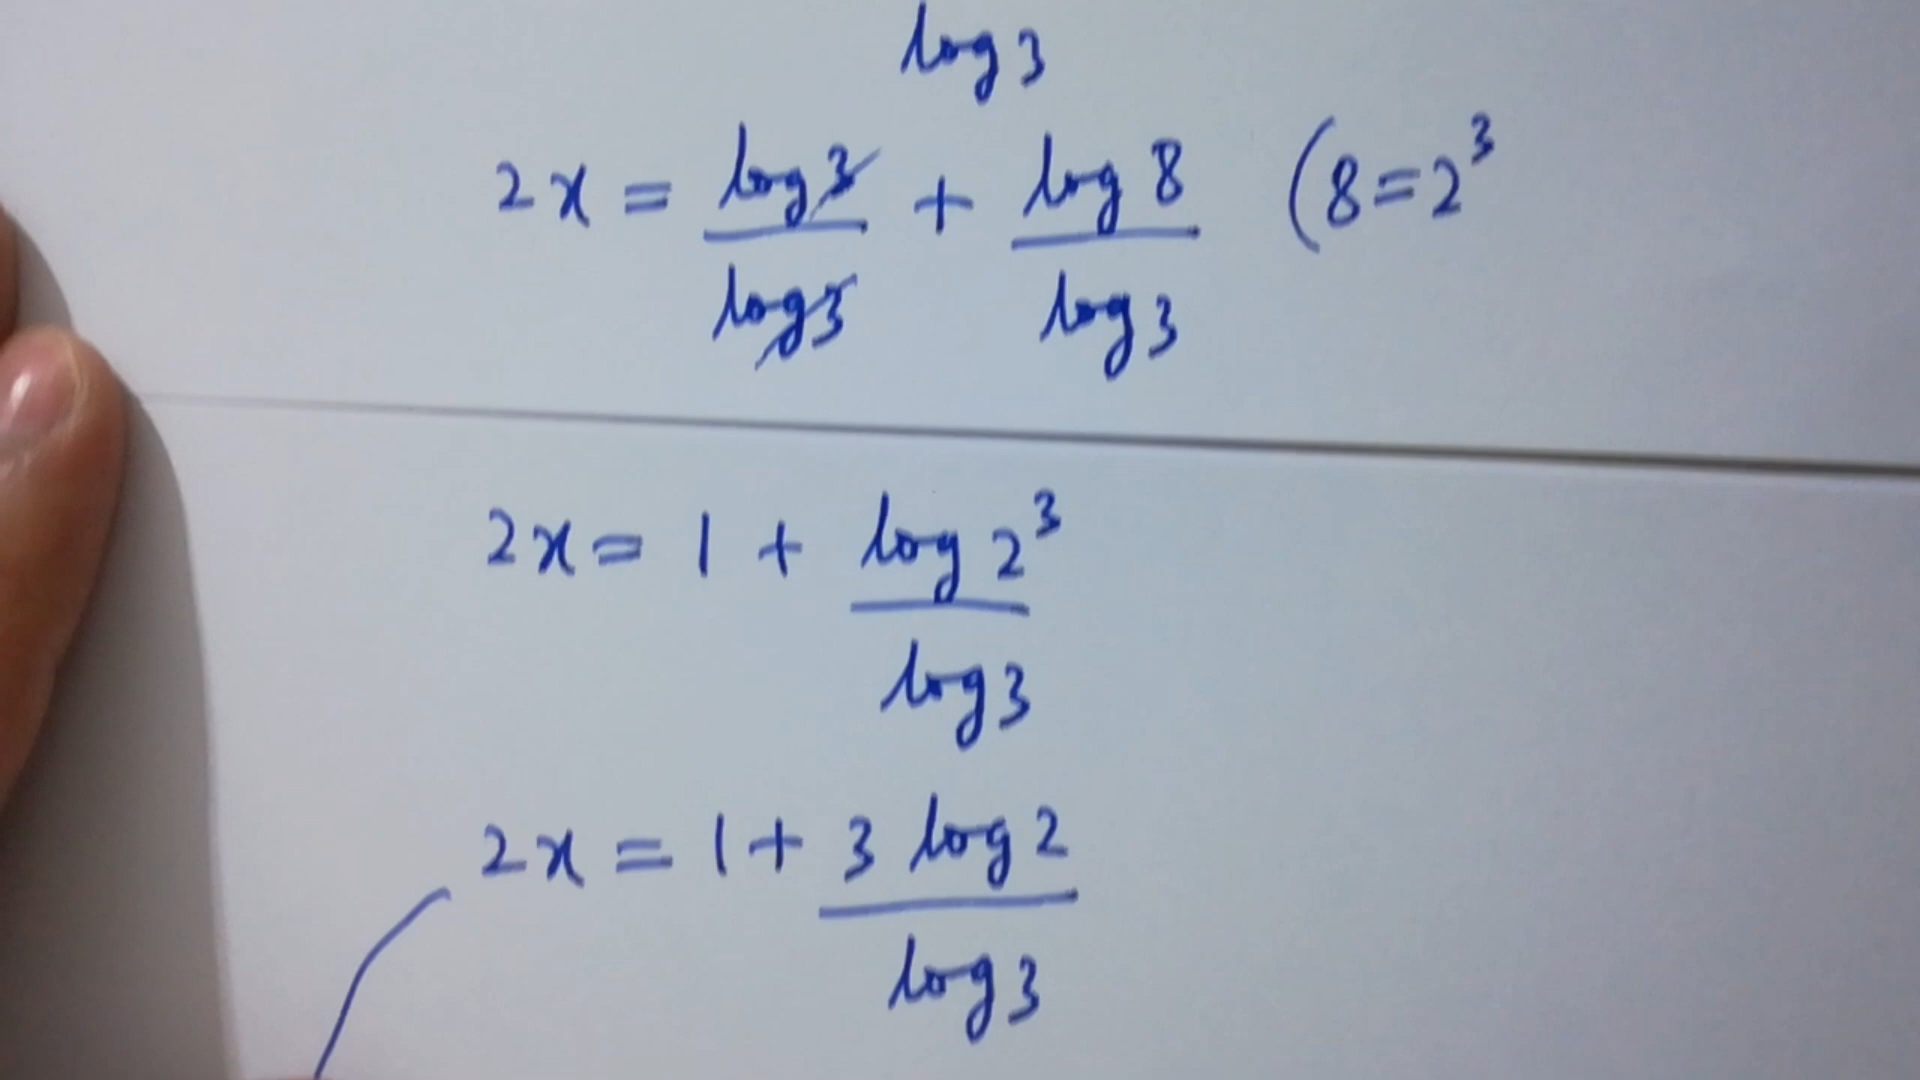 log 3
2x = log 3 / log 3 + log 8 / log 3 (8=2³
2x = 1 + log 2³ / log 3
2x = 1 + 3 log 2 / log 3